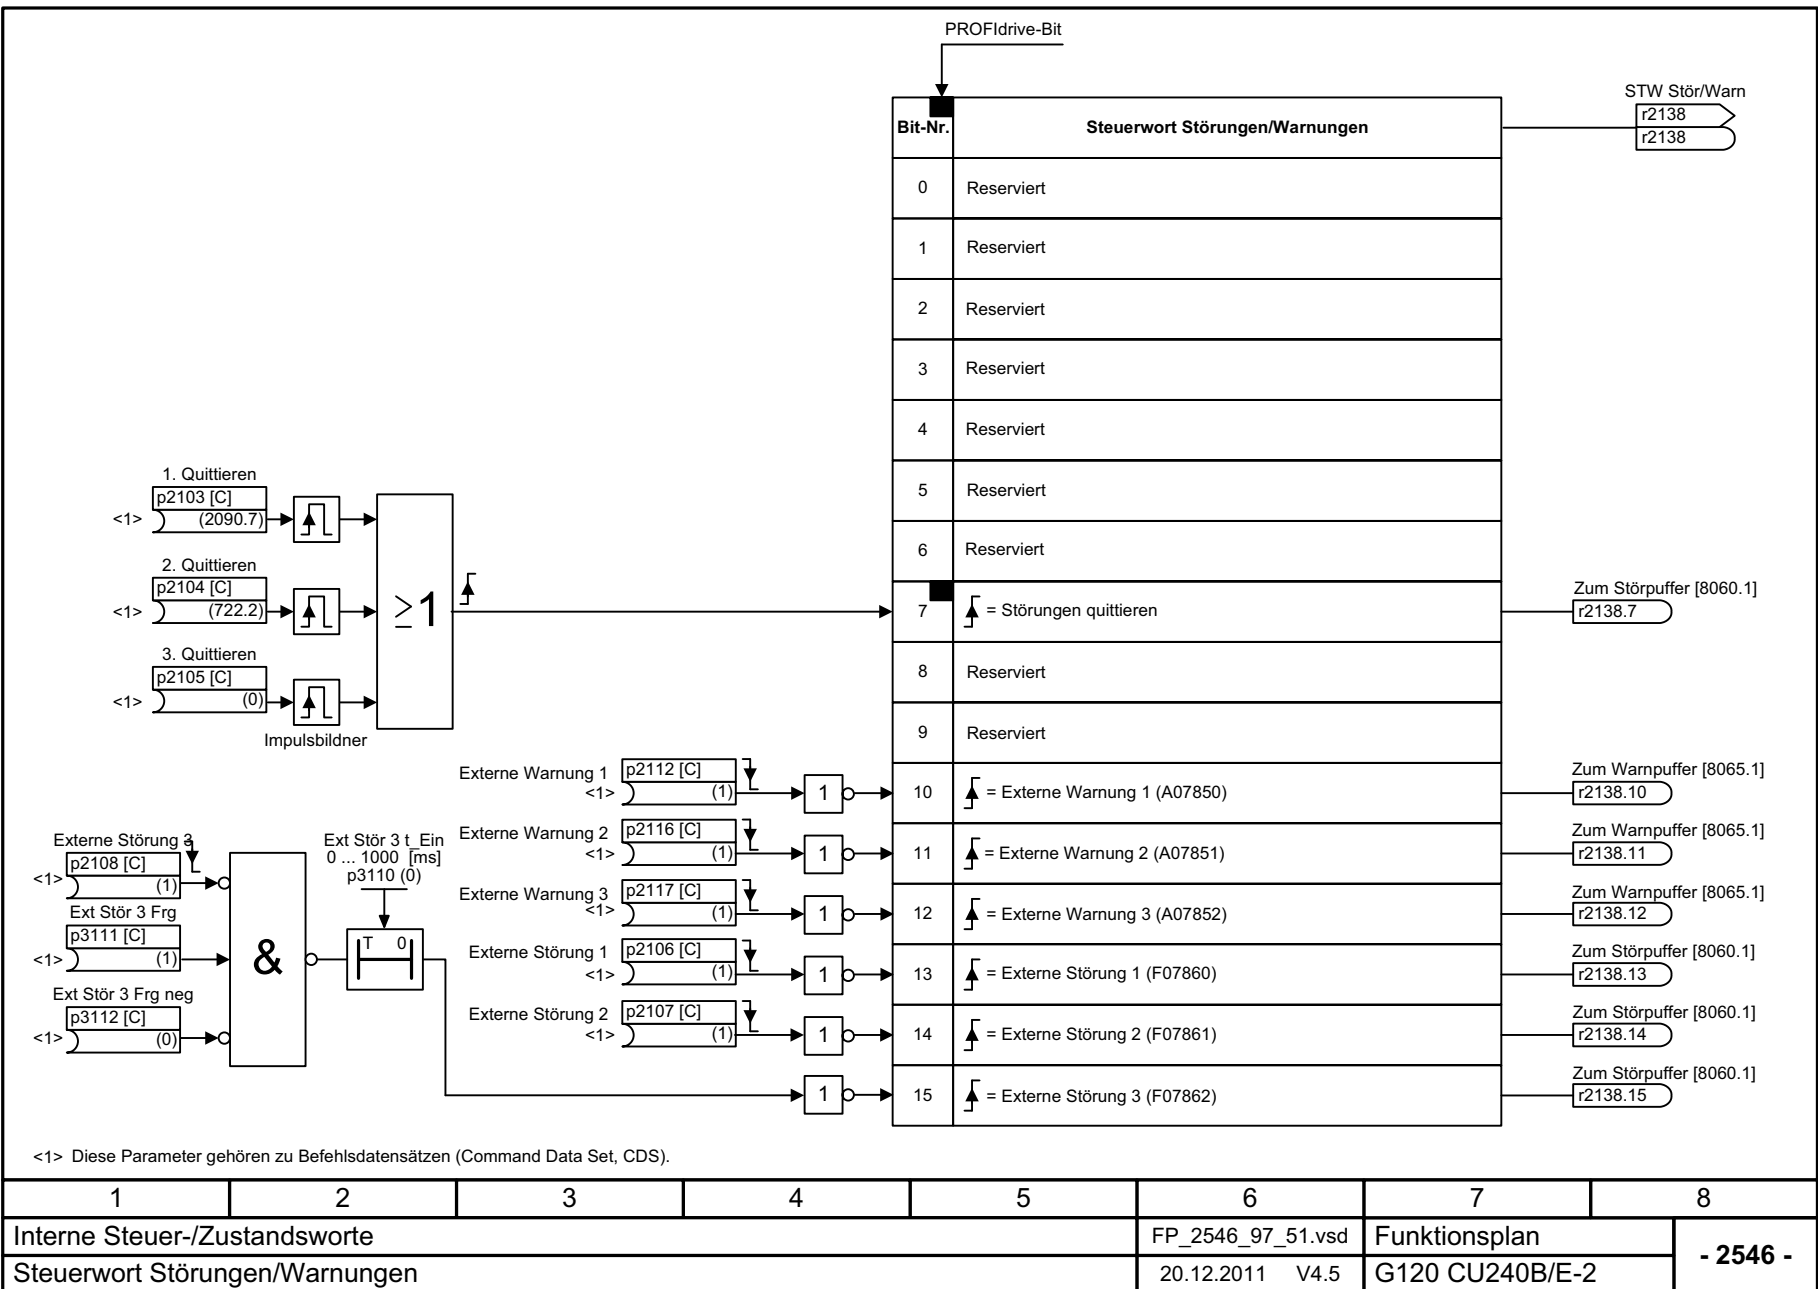 PROFIdrive-Bit
STW Stör/Warn
r2138
r2138
Bit-Nr. Steuerwort Störungen/Warnungen
0 Reserviert
1 Reserviert
2 Reserviert
3 Reserviert
4 Reserviert
5 Reserviert
6 Reserviert
1. Quittieren
p2103 [C]
<1> (2090.7)
2. Quittieren
p2104 [C]
<1> (722.2)
3. Quittieren
p2105 [C]
<1> (0)
Impulsbildner
≥1
7 = Störungen quittieren
Zum Störpuffer [8060.1]
r2138.7
8 Reserviert
9 Reserviert
Externe Warnung 1 p2112 [C]
<1> (1) 1
10 = Externe Warnung 1 (A07850)
Zum Warnpuffer [8065.1]
r2138.10
Externe Warnung 2 p2116 [C]
<1> (1) 1
11 = Externe Warnung 2 (A07851)
Zum Warnpuffer [8065.1]
r2138.11
Externe Warnung 3 p2117 [C]
<1> (1) 1
12 = Externe Warnung 3 (A07852)
Zum Warnpuffer [8065.1]
r2138.12
Externe Störung 1 p2106 [C]
<1> (1) 1
13 = Externe Störung 1 (F07860)
Zum Störpuffer [8060.1]
r2138.13
Externe Störung 2 p2107 [C]
<1> (1) 1
14 = Externe Störung 2 (F07861)
Zum Störpuffer [8060.1]
r2138.14
Externe Störung 3
p2108 [C]
<1> (1)
Ext Stör 3 Frg
p3111 [C]
<1> (1)
Ext Stör 3 Frg neg
p3112 [C]
<1> (0)
&
Ext Stör 3 t_Ein
0 ... 1000 [ms]
p3110 (0)
T 0
1
15 = Externe Störung 3 (F07862)
Zum Störpuffer [8060.1]
r2138.15
<1> Diese Parameter gehören zu Befehlsdatensätzen (Command Data Set, CDS).
1 2 3 4 5 6 7 8
Interne Steuer-/Zustandsworte FP_2546_97_51.vsd Funktionsplan
Steuerwort Störungen/Warnungen 20.12.2011 V4.5 G120 CU240B/E-2
- 2546 -